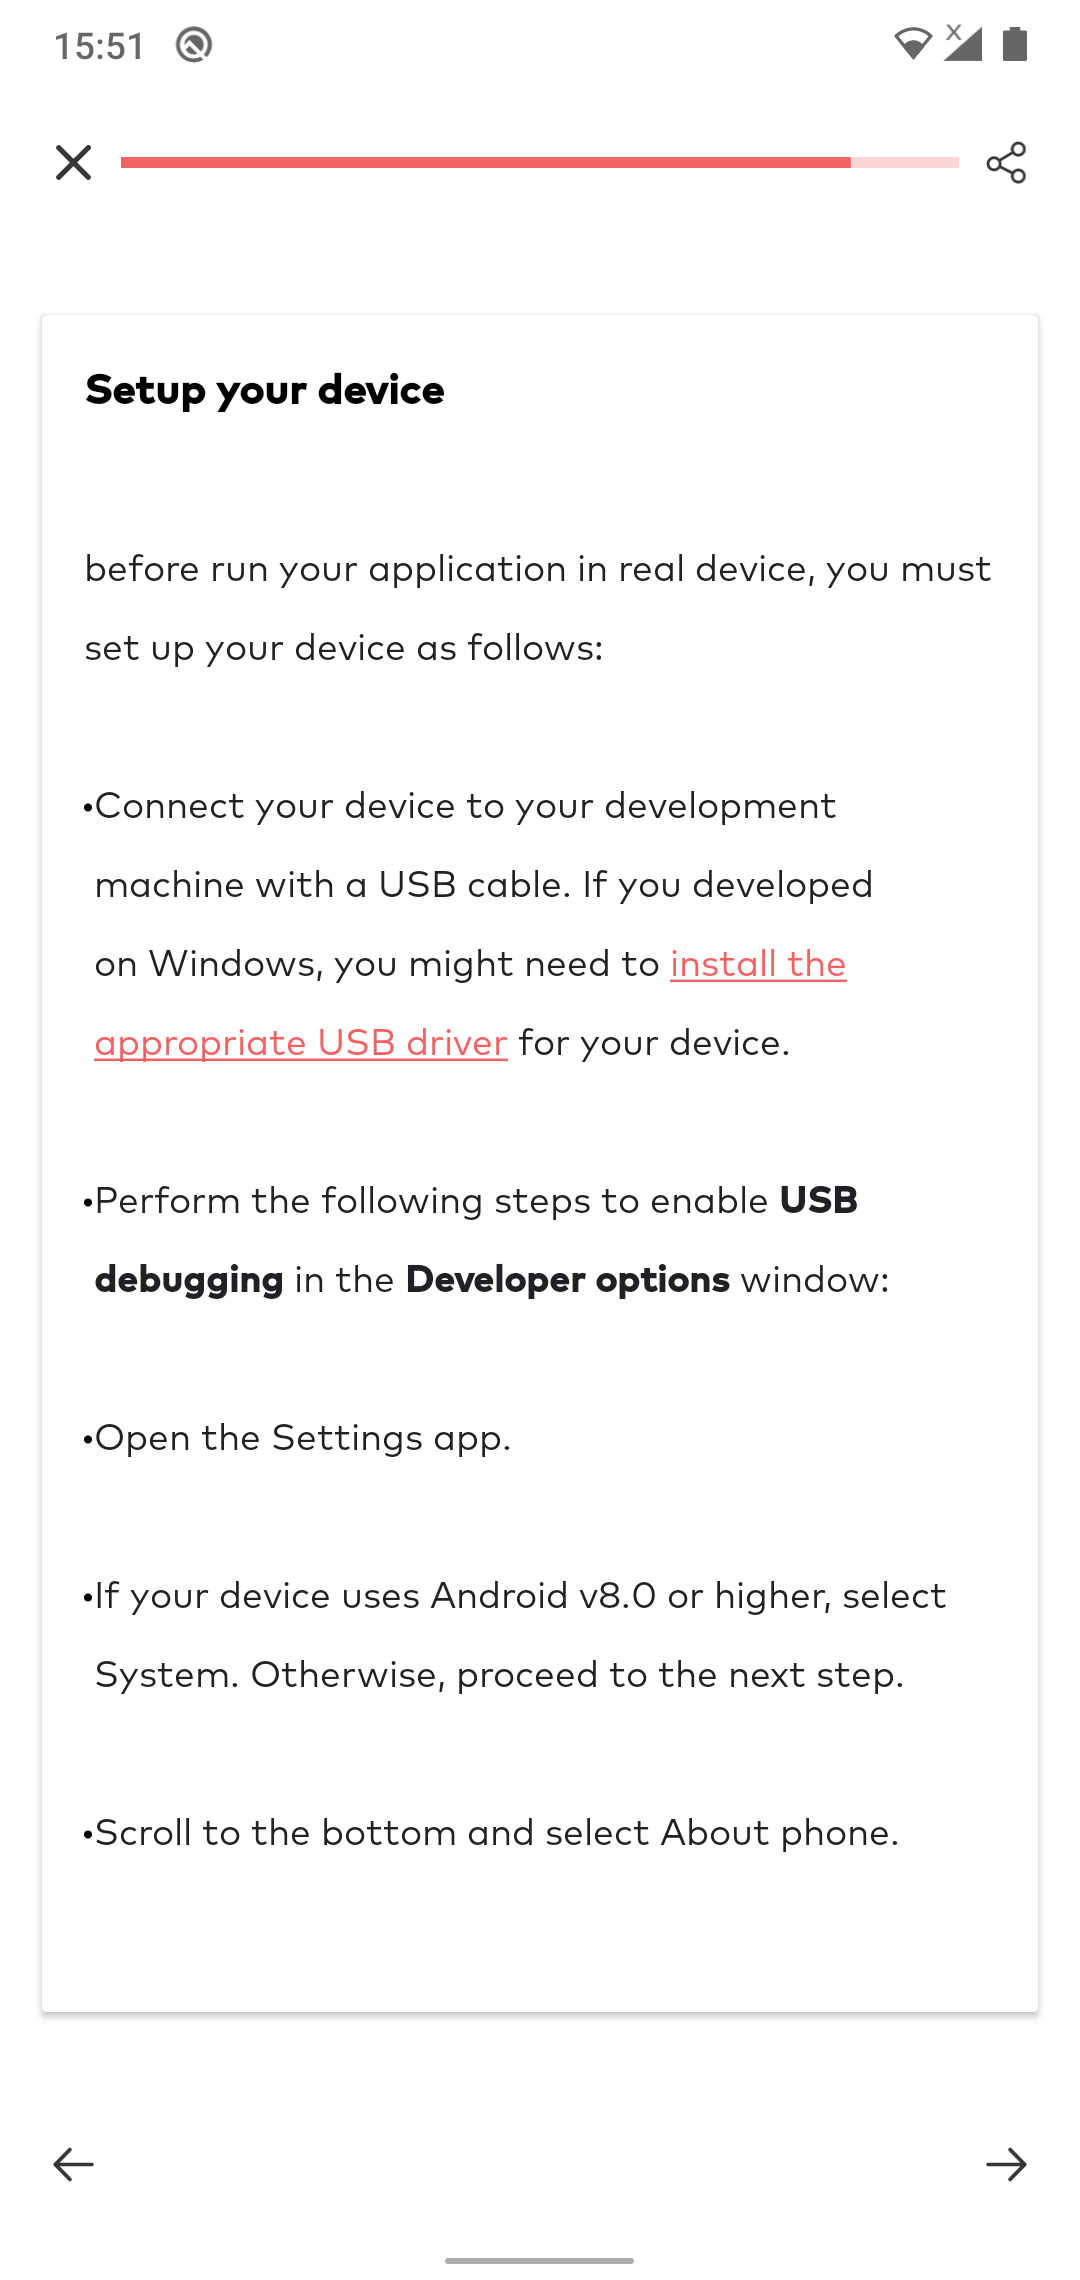 15:51
Setup your device
before run your application in real device, you must
set up your device as follows:
•Connect your device to your development
machine with a USB cable. If you developed
on Windows, you might need to install the
appropriate USB driver for your device.
•Perform the following steps to enable USB
debugging in the Developer options window:
•Open the Settings app.
•If your device uses Android v8.0 or higher, select
System. Otherwise, proceed to the next step.
•Scroll to the bottom and select About phone.